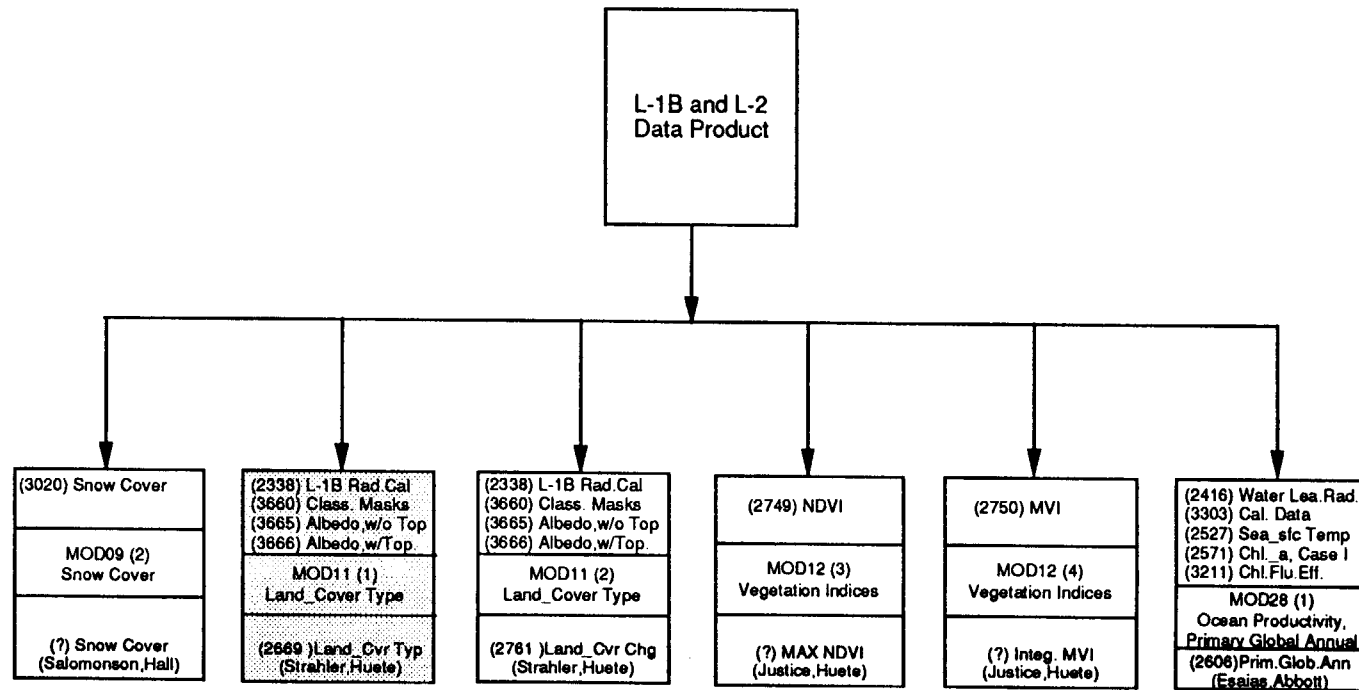 L-1B and L-2
Data Product
(3020) Snow Cover
MOD09 (2)
Snow Cover
(?) Snow Cover
(Salomonson,Hall)
(2338) L-1B Rad.Cal
(3660) Class. Masks
(3665) Albedo,w/o Top
(3666) Albedo,w/Top.
MOD11 (1)
Land_Cover Type
(2669 )Land_Cvr Typ
(Strahler,Huete)
(2338) L-1B Rad.Cal
(3660) Class. Masks
(3665) Albedo,w/o Top
(3666) Albedo,w/Top.
MOD11 (2)
Land_Cover Type
(2761 )Land_Cvr Chg
(Strahler,Huete)
(2749) NDVI
MOD12 (3)
Vegetation Indices
(?) MAX NDVI
(Justice,Huete)
(2750) MVI
MOD12 (4)
Vegetation Indices
(?) Integ. MVI
(Justice,Huete)
(2416) Water Lea.Rad.
(3303) Cal. Data
(2527) Sea_sfc Temp
(2571) Chl_a, Case I
(3211) Chl.Flu.Eff.
MOD28 (1)
Ocean Productivity,
Primary Global Annual
(2606)Prim.Glob.Ann
(Esaias,Abbott)